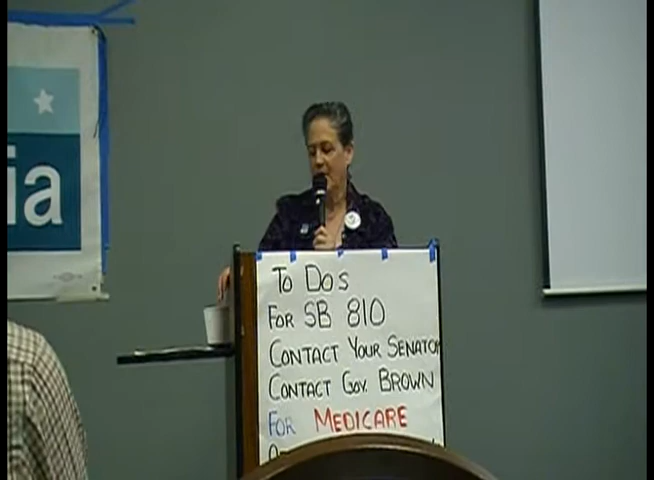 ia
To Dos
FOR SB 810
CONTACT YOUR SENATOR
CONTACT GOV. BROWN
FOR MEDICARE